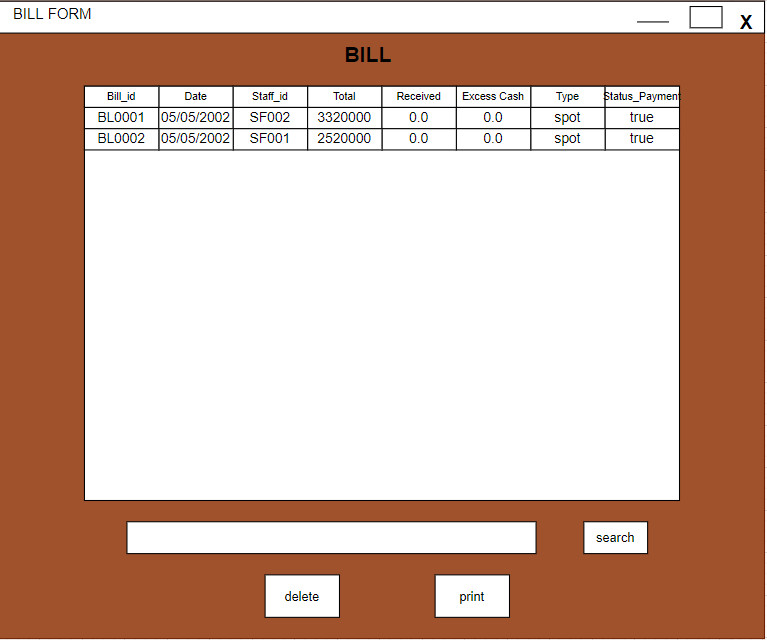 BILL FORM
X
BILL
Bill_id Date Staff_id Total Received Excess Cash Type Status_Payment
BL0001 05/05/2002 SF002 3320000 0.0 0.0 spot true
BL0002 05/05/2002 SF001 2520000 0.0 0.0 spot true
search
delete print